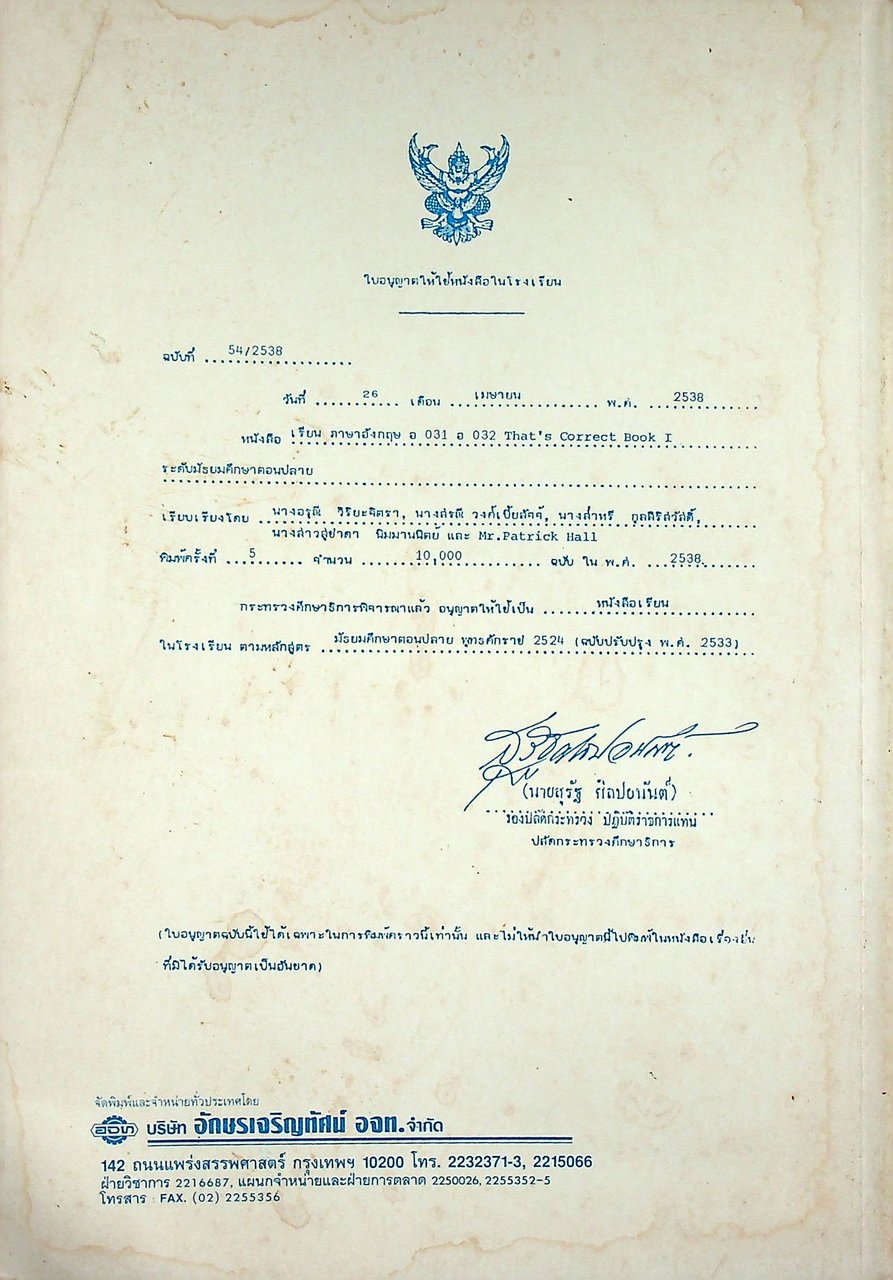 ใบอนุญาตให้ใช้หนังสือในโรงเรียน
ฉบับที่ 54/2538
วันที่ 26 เดือน เมษายน พ.ศ. 2538
หนังสือ เรียน ภาษาอังกฤษ อ 031 อ 032 That's Correct Book I
ระดับมัธยมศึกษาตอนปลาย
เรียบเรียงโดย นางอรุณี วิริยะจิตรา, นางสรณี วงศ์เบี้ยสัจจ์, นางสำหรี กุลสิริสวัสดิ์,
นางสาวสุชาดา นิมมานนิตย์ และ Mr.Patrick Hall
พิมพ์ครั้งที่ 5 จำนวน 10,000 ฉบับ ใน พ.ศ. 2538
กระทรวงศึกษาธิการพิจารณาแล้ว อนุญาตให้ใช้เป็น หนังสือเรียน
ในโรงเรียน ตามหลักสูตร มัธยมศึกษาตอนปลาย พุทธศักราช 2524 (ฉบับปรับปรุง พ.ศ. 2533)
(นายสุรัฐ ศิลปอนันต์)
รองปลัดกระทรวง ปฏิบัติราชการแทน
ปลัดกระทรวงศึกษาธิการ
(ใบอนุญาตฉบับนี้ใช้ได้เฉพาะในการพิมพ์คราวนี้เท่านั้น และไม่ให้นำใบอนุญาตนี้ไปพิมพ์ในหนังสือเรื่องอื่น
ที่มิได้รับอนุญาตเป็นอันขาด)
จัดพิมพ์และจำหน่ายทั่วประเทศโดย
อจท บริษัท อักษรเจริญทัศน์ อจท. จำกัด
142 ถนนแพร่งสรรพศาสตร์ กรุงเทพฯ 10200 โทร. 2232371-3, 2215066
ฝ่ายวิชาการ 2216687, แผนกจำหน่ายและฝ่ายการตลาด 2250026, 2255352-5
โทรสาร : FAX. (02) 2255356